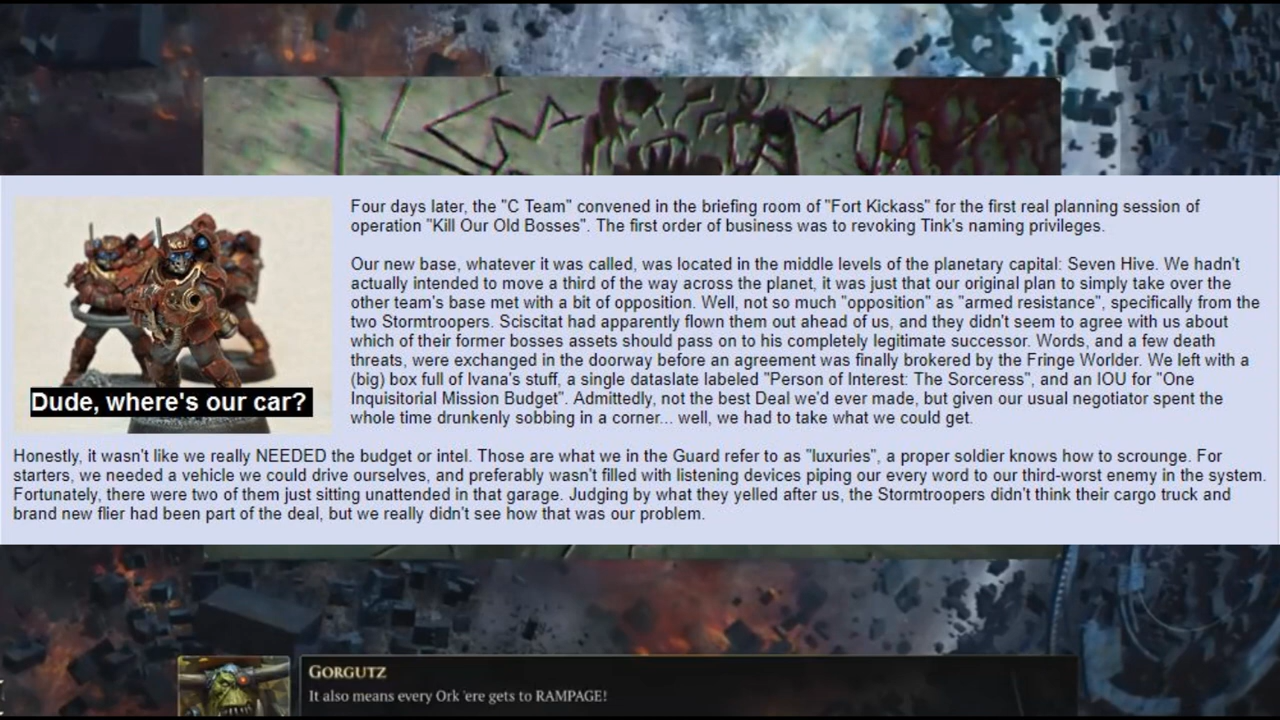 Four days later, the "C Team" convened in the briefing room of "Fort Kickass" for the first real planning session of
operation "Kill Our Old Bosses". The first order of business was to revoking Tink's naming privileges.
Our new base, whatever it was called, was located in the middle levels of the planetary capital: Seven Hive. We hadn't
actually intended to move a third of the way across the planet, it was just that our original plan to simply take over the
other team's base met with a bit of opposition. Well, not so much "opposition" as "armed resistance", specifically from the
two Stormtroopers. Sciscitat had apparently flown them out ahead of us, and they didn't seem to agree with us about
which of their former bosses assets should pass on to his completely legitimate successor. Words, and a few death
threats, were exchanged in the doorway before an agreement was finally brokered by the Fringe Worlder. We left with a
(big) box full of Ivana's stuff, a single dataslate labeled "Person of Interest: The Sorceress", and an IOU for "One
Inquisitorial Mission Budget". Admittedly, not the best Deal we'd ever made, but given our usual negotiator spent the
whole time drunkenly sobbing in a corner... well, we had to take what we could get.
Dude, where's our car?
Honestly, it wasn't like we really NEEDED the budget or intel. Those are what we in the Guard refer to as "luxuries", a proper soldier knows how to scrounge. For
starters, we needed a vehicle we could drive ourselves, and preferably wasn't filled with listening devices piping our every word to our third-worst enemy in the system.
Fortunately, there were two of them just sitting unattended in that garage. Judging by what they yelled after us, the Stormtroopers didn't think their cargo truck and
brand new flier had been part of the deal, but we really didn't see how that was our problem.
GORGUTZ
It also means every Ork 'ere gets to RAMPAGE!